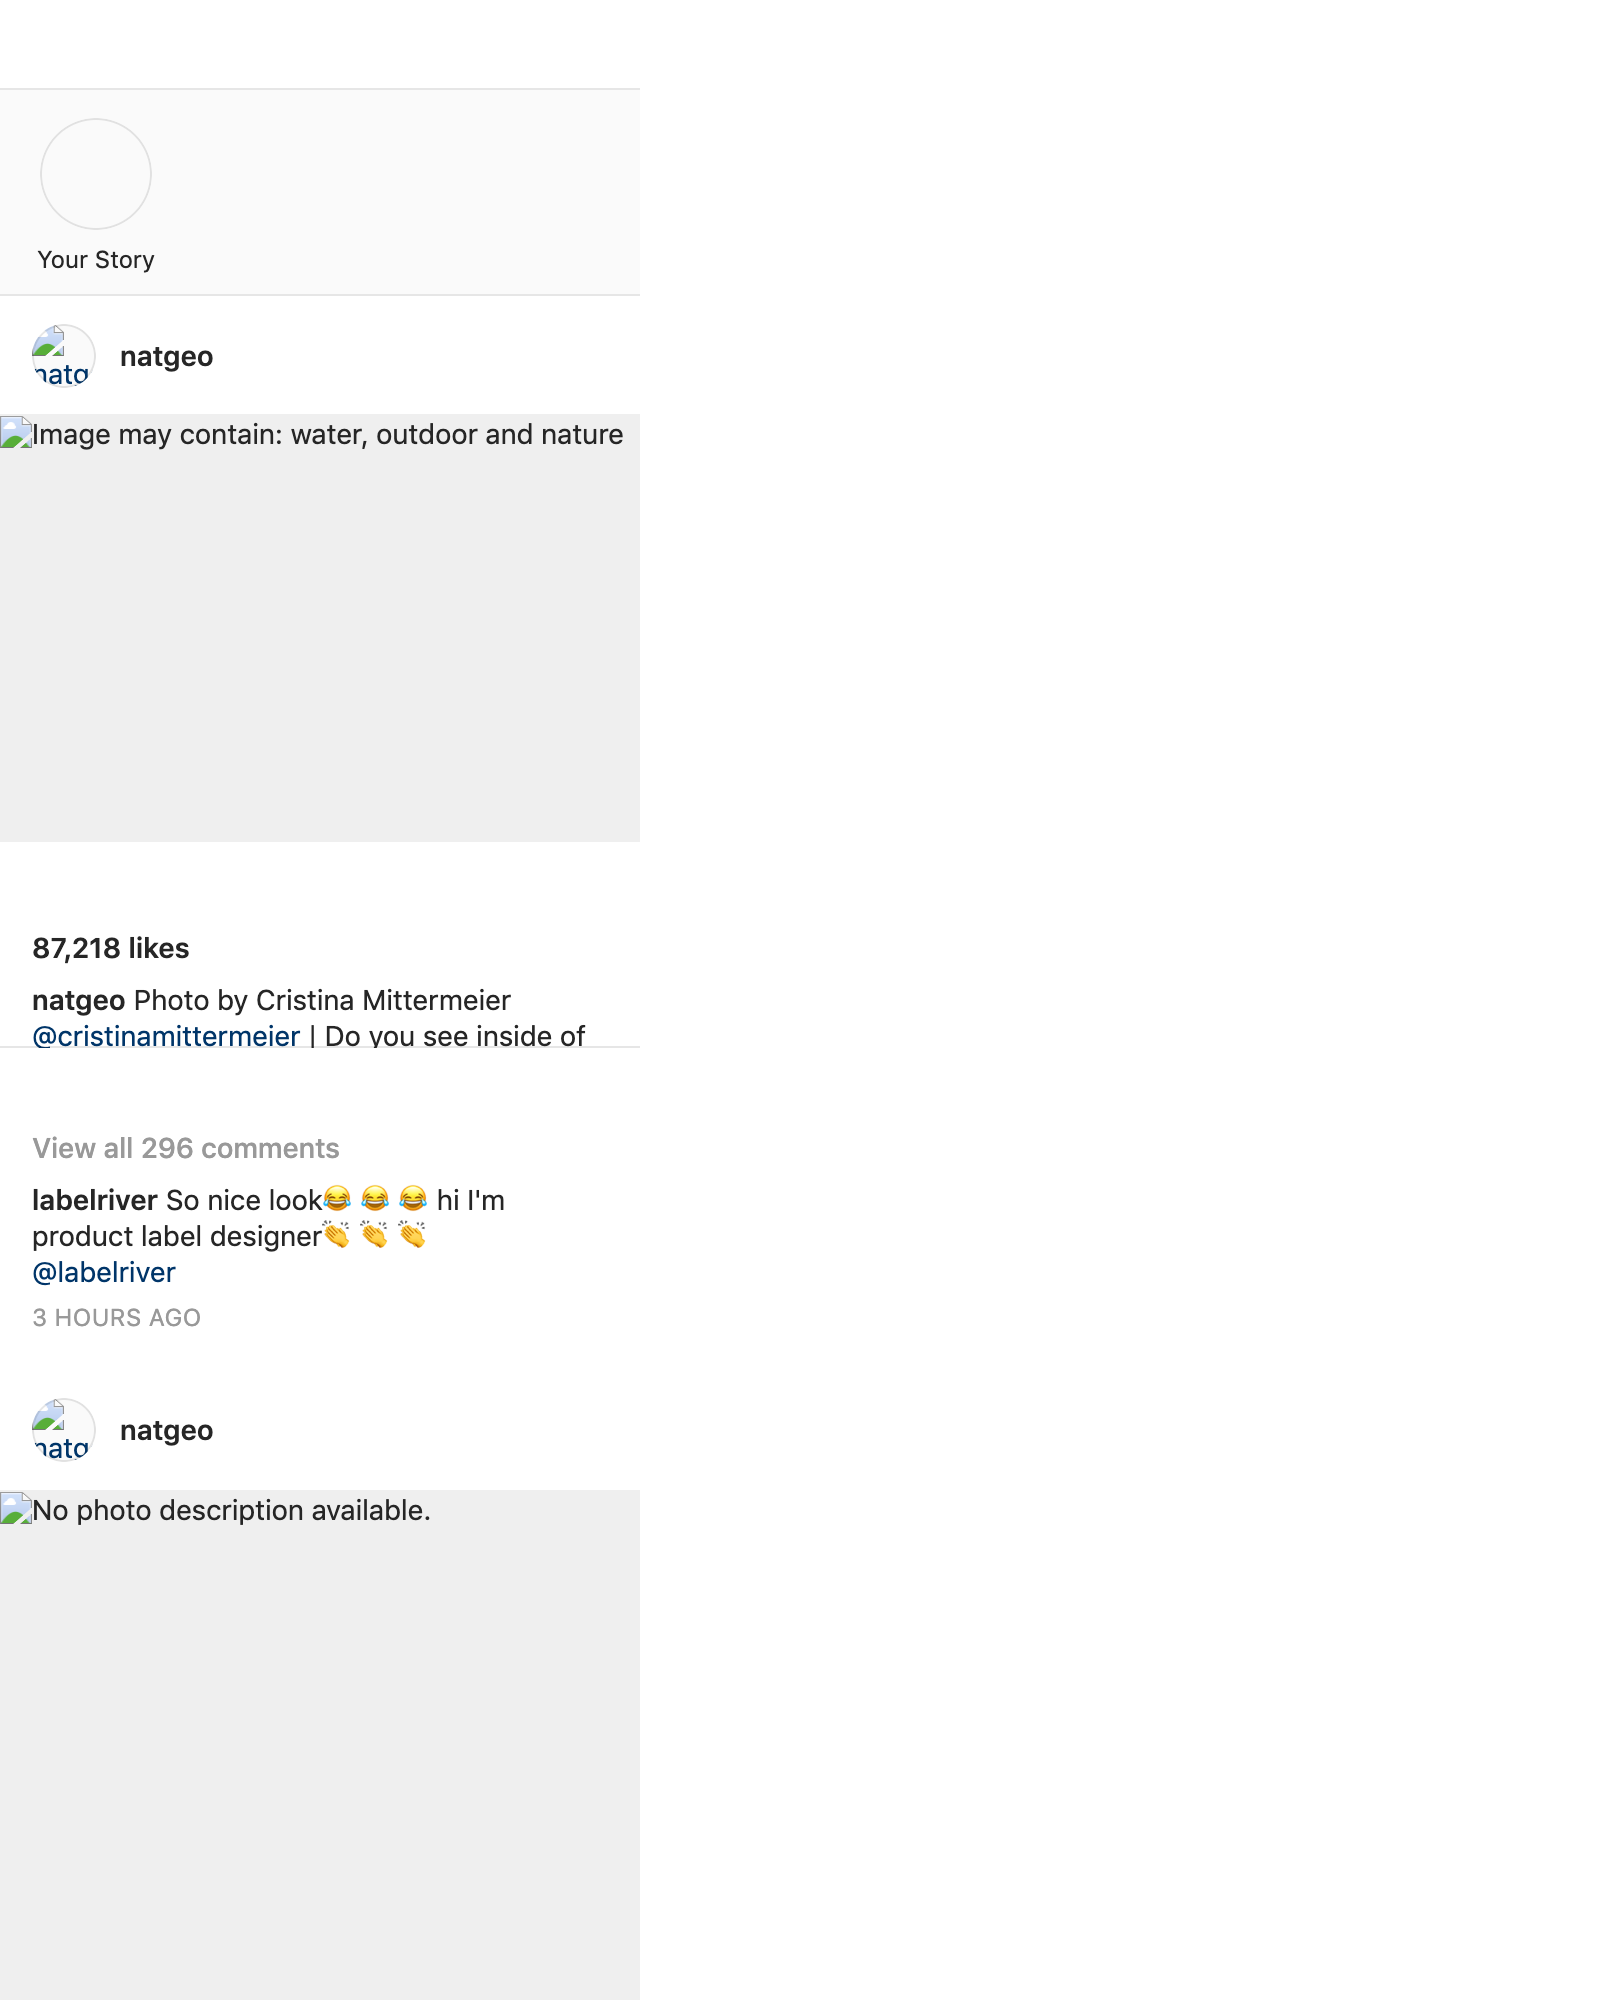 Your Story
natg
natgeo
Image may contain: water, outdoor and nature
87,218 likes
natgeo Photo by Cristina Mittermeier
@cristinamittermeier | Do you see inside of
View all 296 comments
labelriver So nice look😂 😂 😂 hi I'm
product label designer👏 👏 👏
@labelriver
3 HOURS AGO
natg
natgeo
No photo description available.